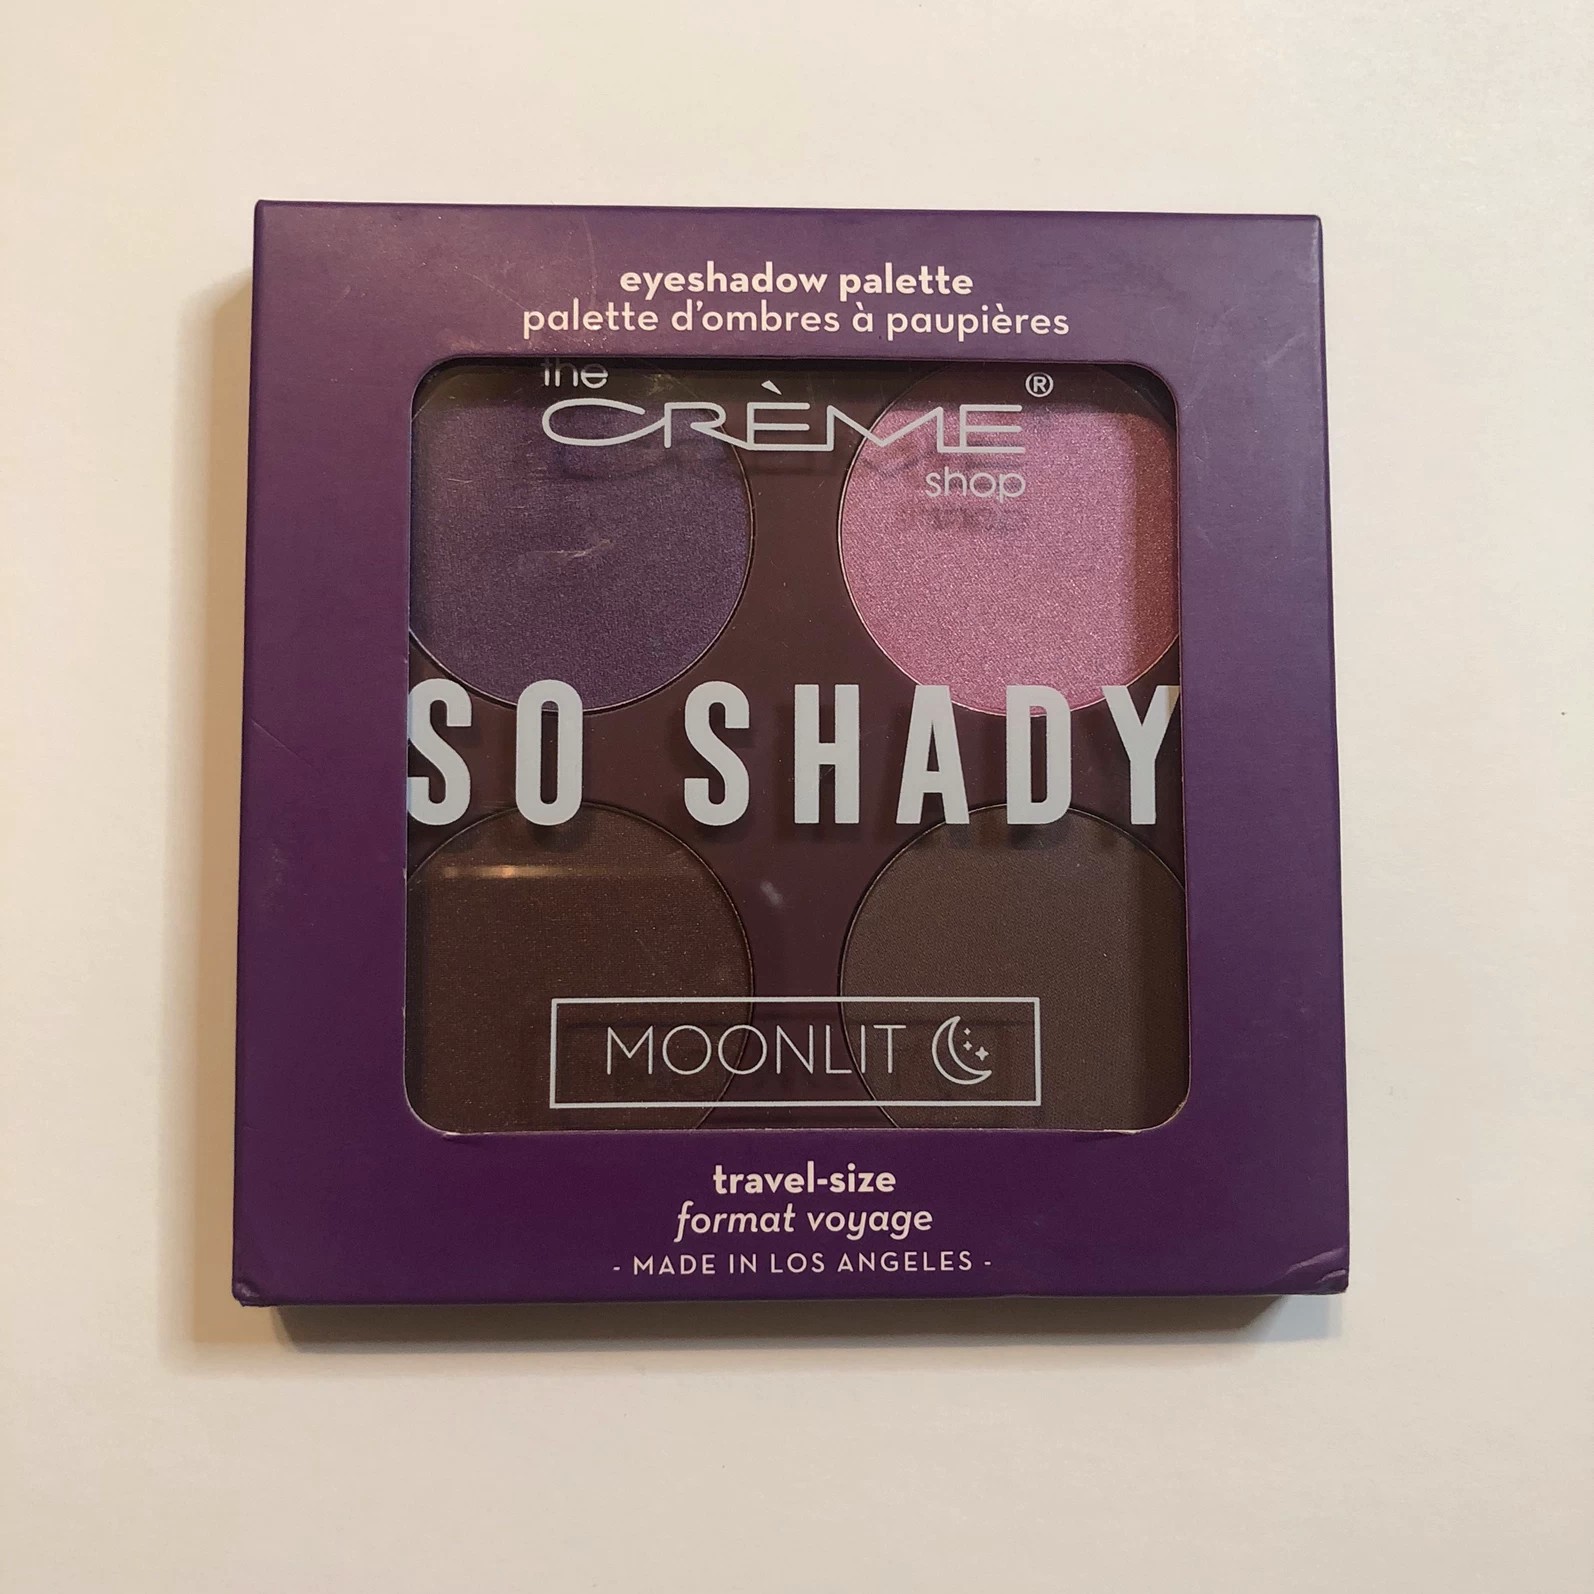 eyeshadow palette
palette d'ombres à paupières
the
CRÈME®
shop
SO SHADY
MOONLIT
travel-size
format voyage
- MADE IN LOS ANGELES -